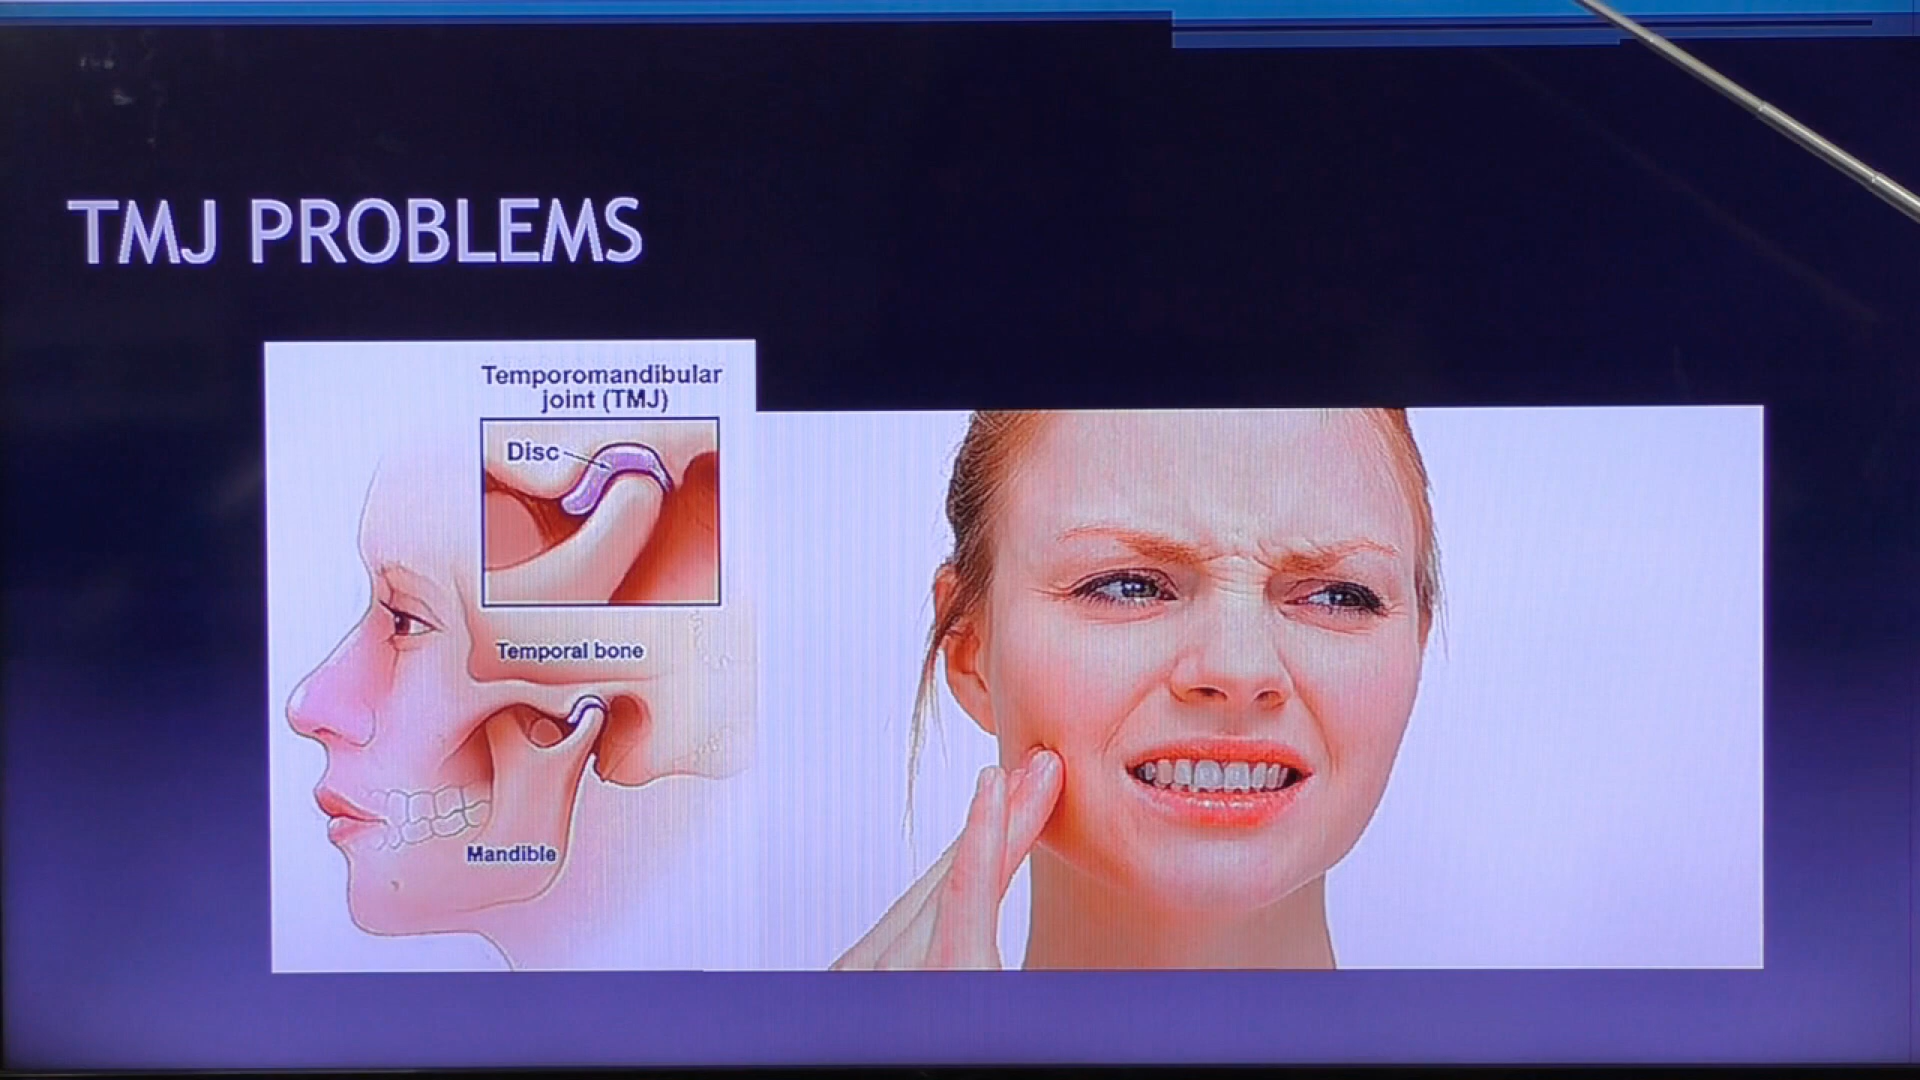 TMJ PROBLEMS
Temporomandibular
joint (TMJ)
Disc
Temporal bone
Mandible